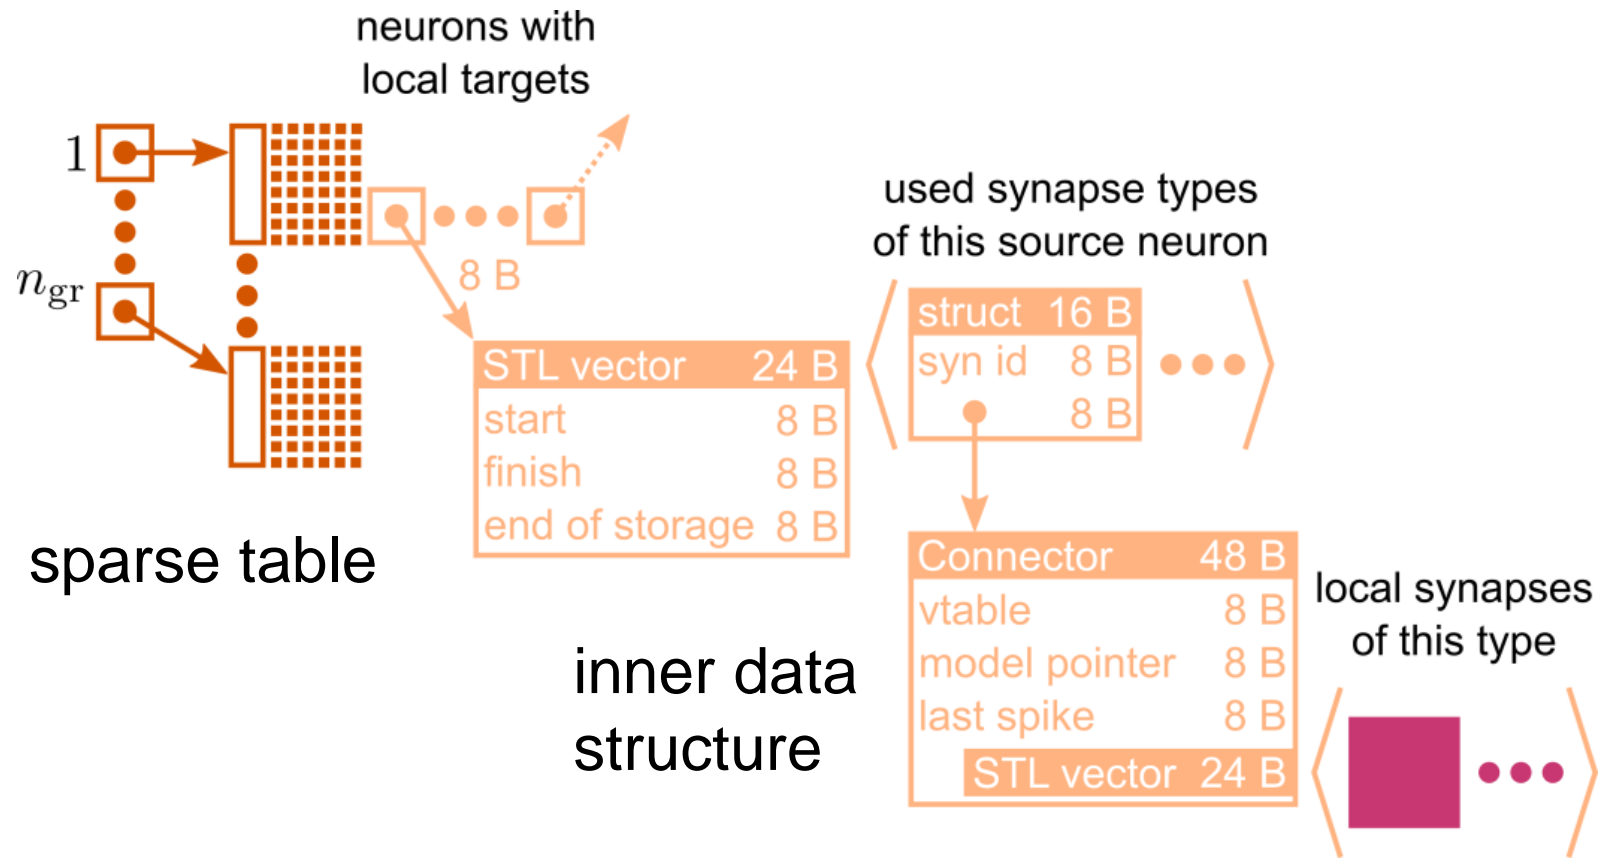 neurons with
local targets
1
n_gr
8 B
used synapse types
of this source neuron
struct 16 B
syn id 8 B
8 B
STL vector 24 B
start 8 B
finish 8 B
end of storage 8 B
sparse table
Connector 48 B
vtable 8 B
model pointer 8 B
last spike 8 B
STL vector 24 B
local synapses
of this type
inner data
structure